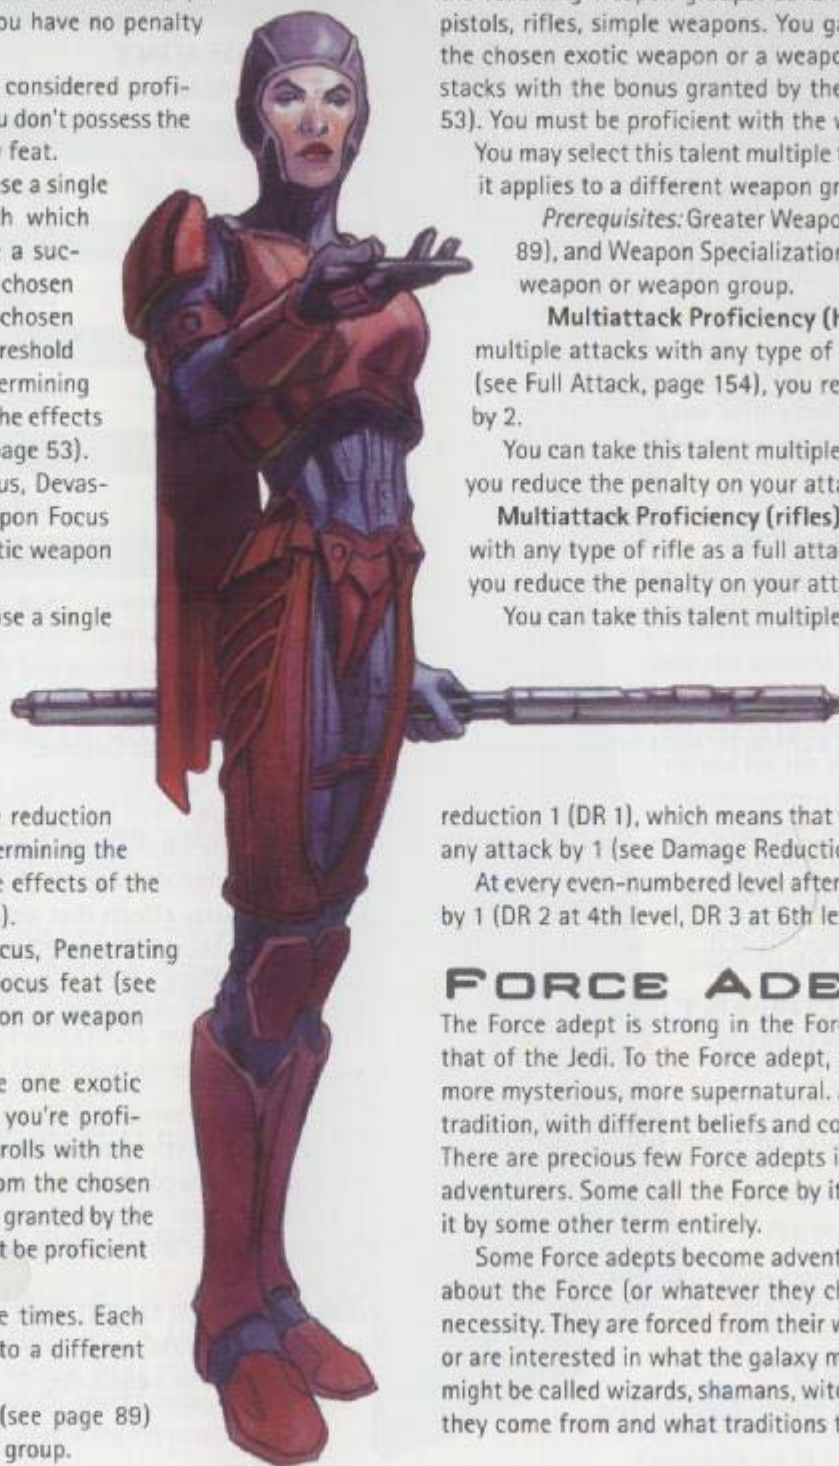 ou have no penalty
considered profi-
u don't possess the
feat.
se a single
h which
a suc-
chosen
chosen
reshold
ermining
he effects
age 53).
us, Devas-
pon Focus
tic weapon
se a single
reduction
ermining the
e effects of the
).
cus, Penetrating
ocus feat (see
on or weapon
e one exotic
you're profi-
rolls with the
om the chosen
granted by the
t be proficient
e times. Each
to a different
(see page 89)
group.
pistols, rifles, simple weapons. You ga
the chosen exotic weapon or a weapo
stacks with the bonus granted by the
53). You must be proficient with the w
You may select this talent multiple
it applies to a different weapon gr
Prerequisites: Greater Weapo
89), and Weapon Specialization
weapon or weapon group.
Multiattack Proficiency (h
multiple attacks with any type of
(see Full Attack, page 154), you re
by 2.
You can take this talent multiple
you reduce the penalty on your atta
Multiattack Proficiency (rifles)
with any type of rifle as a full atta
you reduce the penalty on your att
You can take this talent multiple
reduction 1 (DR 1), which means that
any attack by 1 (see Damage Reductio
At every even-numbered level after
by 1 (DR 2 at 4th level, DR 3 at 6th le
FORCE ADE
The Force adept is strong in the For
that of the Jedi. To the Force adept,
more mysterious, more supernatural.
tradition, with different beliefs and co
There are precious few Force adepts i
adventurers. Some call the Force by it
it by some other term entirely.
Some Force adepts become advent
about the Force (or whatever they cl
necessity. They are forced from their w
or are interested in what the galaxy m
might be called wizards, shamans, wit
they come from and what traditions t